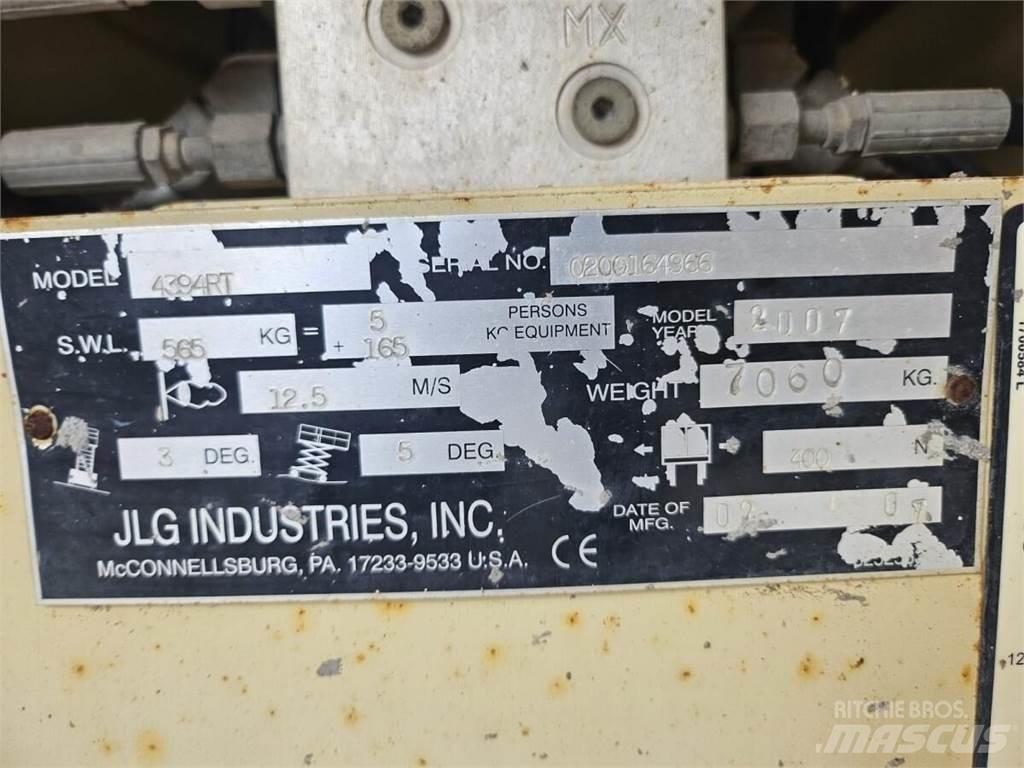 MX
MODEL 4394RT SERIAL NO. 0200164966
S.W.L. 565 KG = 5 PERSONS
+ 165 KG EQUIPMENT
MODEL YEAR 2007
12.5 M/S WEIGHT 7060 KG.
3 DEG. 5 DEG. 400 N
DATE OF MFG. 07
JLG INDUSTRIES, INC.
McCONNELLSBURG, PA. 17233-9533 U.S.A. CE
12
RITCHIE BROS.
MASCUS